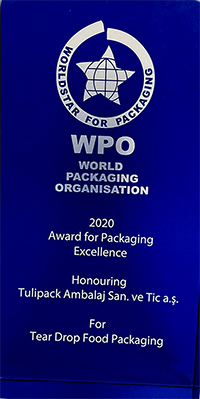 WORLDSTAR FOR PACKAGING
WPO
WORLD
PACKAGING
ORGANISATION
2020
Award for Packaging
Excellence
Honouring
Tulipack Ambalaj San. ve Tic a.ş.
For
Tear Drop Food Packaging